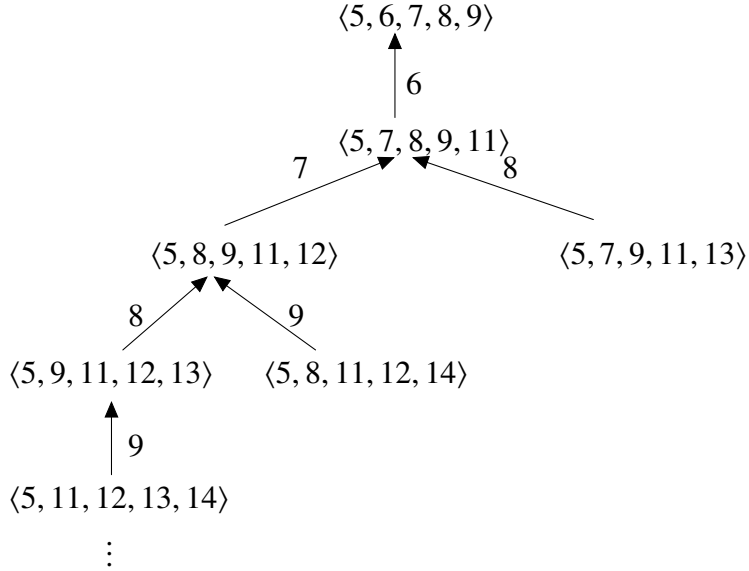 ⟨5, 6, 7, 8, 9⟩
6
⟨5, 7, 8, 9, 11⟩
7 8
⟨5, 8, 9, 11, 12⟩ ⟨5, 7, 9, 11, 13⟩
8 9
⟨5, 9, 11, 12, 13⟩ ⟨5, 8, 11, 12, 14⟩
9
⟨5, 11, 12, 13, 14⟩
⋮